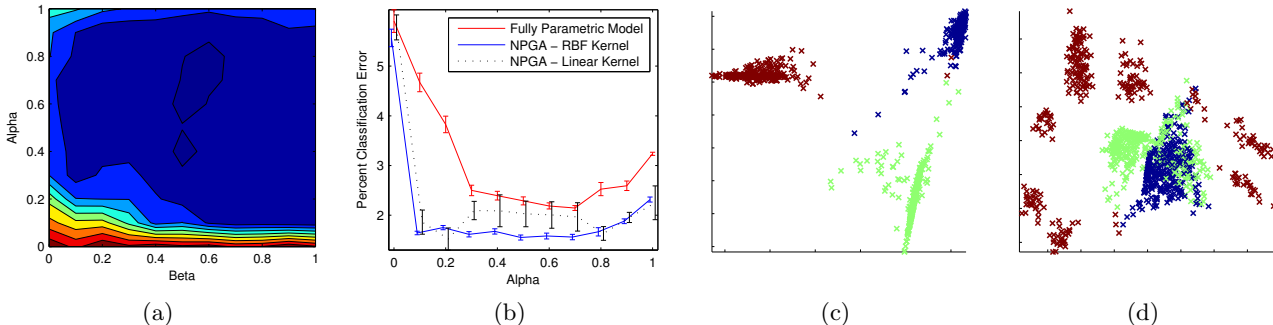 1
0.8
0.6
0.4
0.2
0
Alpha
0 0.2 0.4 0.6 0.8 1
Beta
(a)
Fully Parametric Model
NPGA − RBF Kernel
NPGA − Linear Kernel
6
5
4
3
2
Percent Classification Error
0 0.2 0.4 0.6 0.8 1
Alpha
(b)
(c)
(d)